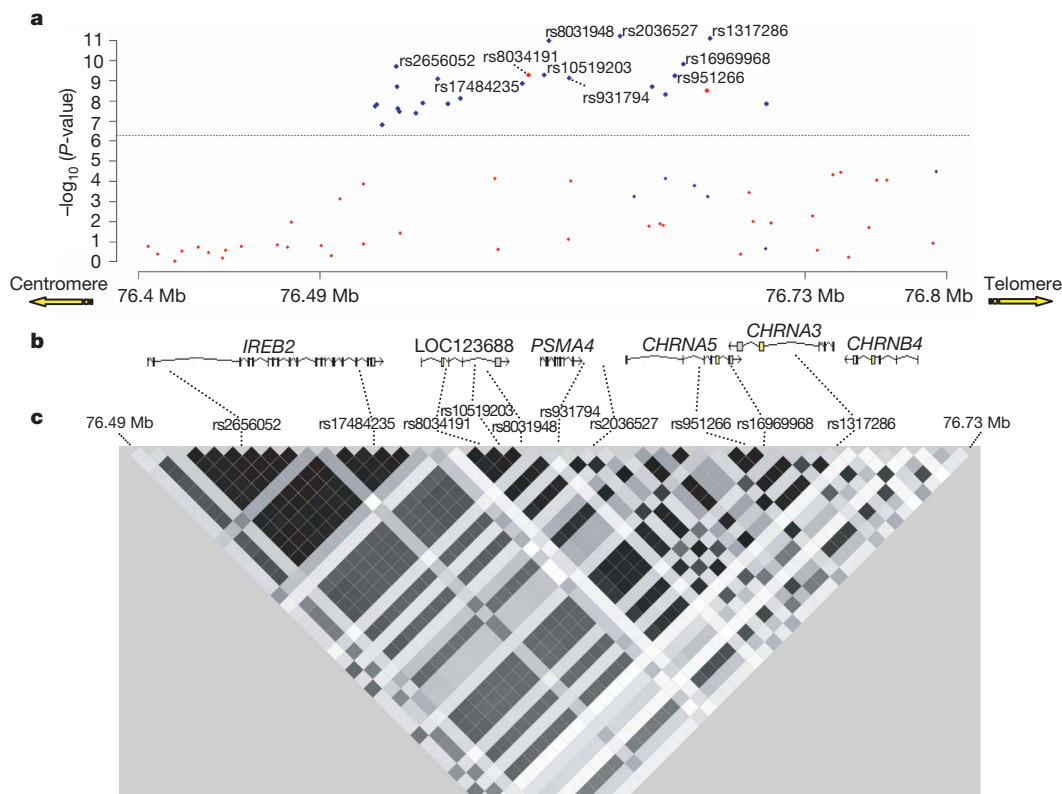 a
11
10
9
8
7
6
5
4
3
2
1
0
–log10 (P-value)
rs8031948
rs2036527
rs1317286
rs2656052
rs8034191
rs10519203
rs16969968
rs951266
rs17484235
rs931794
Centromere
76.4 Mb
76.49 Mb
76.73 Mb
76.8 Mb
Telomere
b
IREB2
LOC123688
PSMA4
CHRNA5
CHRNA3
CHRNB4
c
76.49 Mb
rs2656052
rs17484235
rs8034191
rs10519203
rs8031948
rs931794
rs2036527
rs951266
rs16969968
rs1317286
76.73 Mb